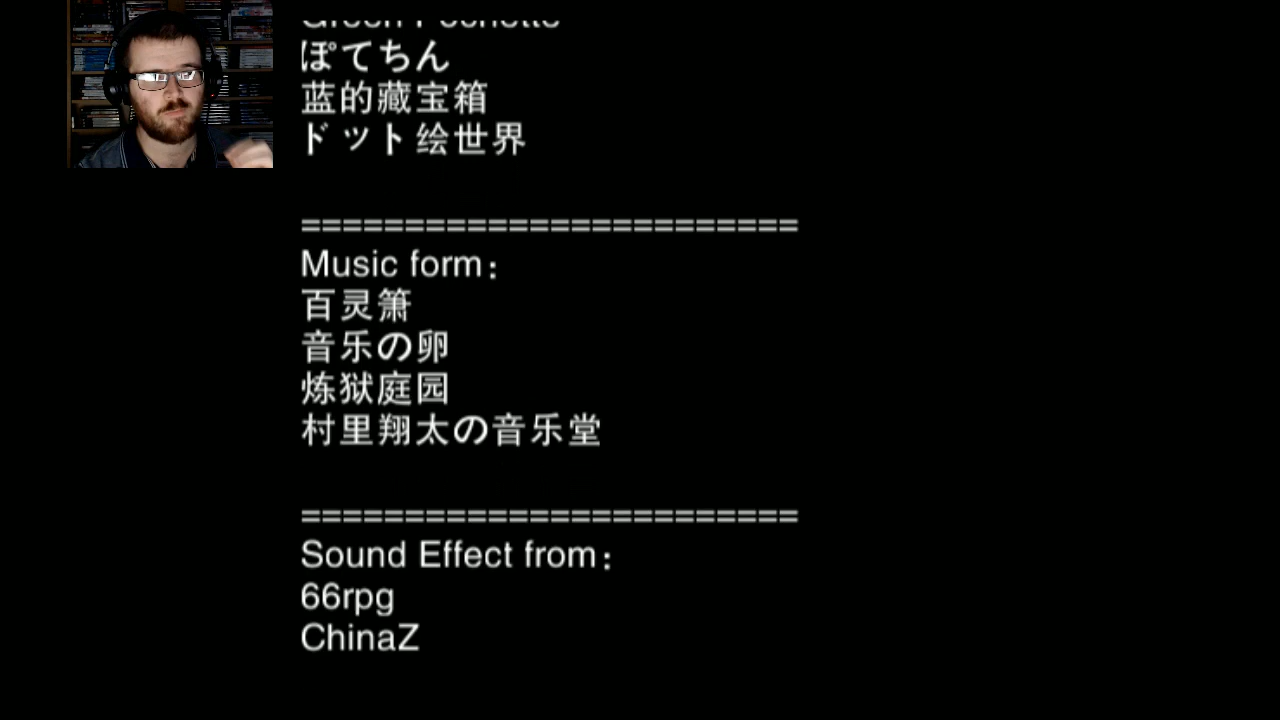 ぽてちん
蓝的藏宝箱
ドット绘世界
========================
Music form：
百灵箫
音乐の卵
炼狱庭园
村里翔太の音乐堂
========================
Sound Effect from：
66rpg
ChinaZ